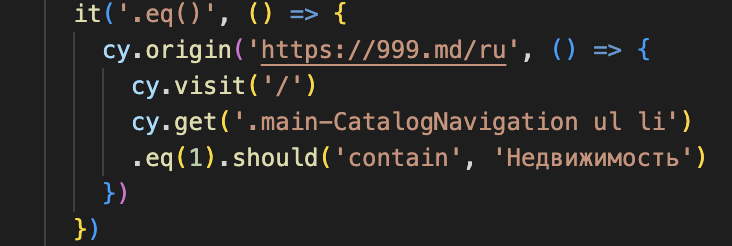 it('.eq()', () => {
cy.origin('https://999.md/ru', () => {
cy.visit('/')
cy.get('.main-CatalogNavigation ul li')
.eq(1).should('contain', 'Недвижимость')
})
})